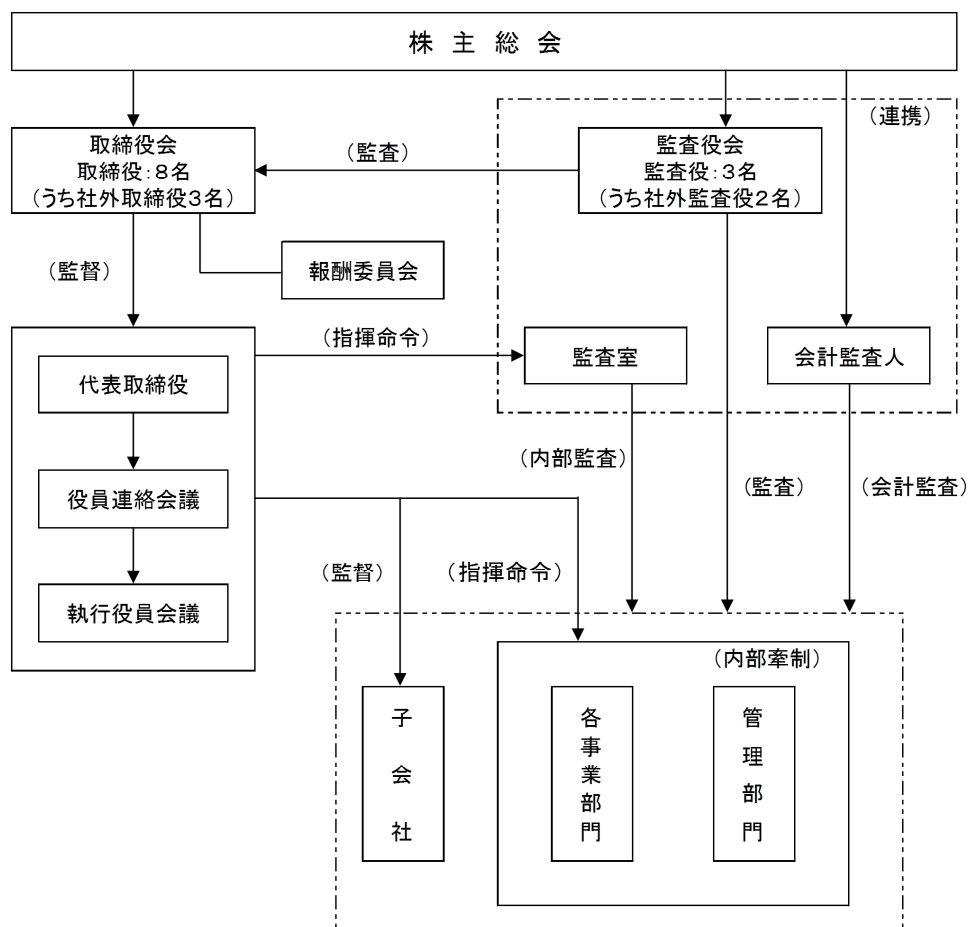 株主総会
(連携)
取締役会
取締役:8名
(うち社外取締役3名)
(監査)
監査役会
監査役:3名
(うち社外監査役2名)
(監督)
報酬委員会
(指揮命令)
監査室
会計監査人
代表取締役
役員連絡会議
執行役員会議
(内部監査)
(監査)
(会計監査)
(監督)
(指揮命令)
(内部牽制)
子会社
各事業部門
管理部門